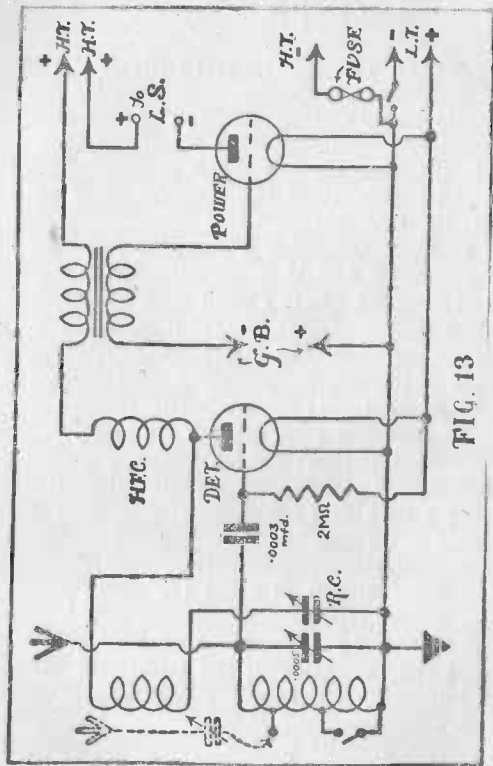 + H.T.
H.T. +
+
To
L.S.
-
POWER
H.T. -
FUSE
-
L.T.
+
H.F.C.
DET.
- 
G.B.
+
.0003
mfd.
2MΩ
.0005
R.C.
FIG. 13